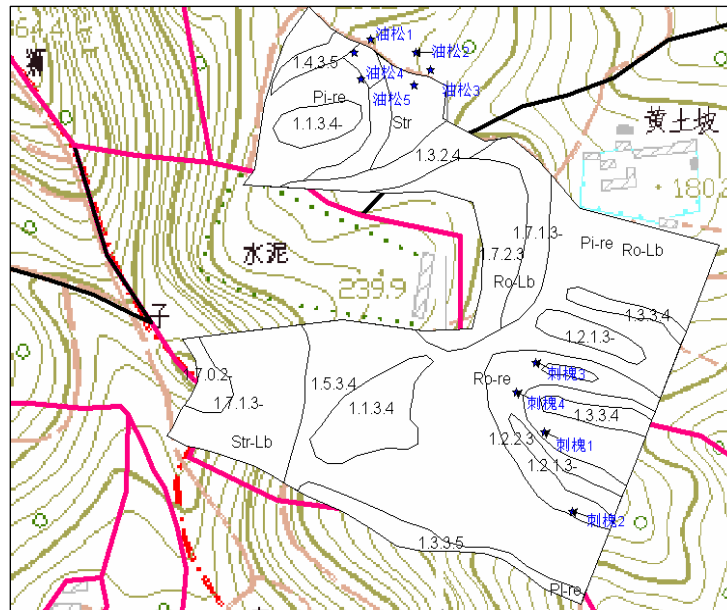 油松1
油松2
1.4.3.5
油松4
油松3
Pi-re
油松5
1.1.3.4-
Str
黄土坡
1.3.2.4
180
1.7.1.3-
Pi-re
Ro-Lb
水泥
1.7.2.3
Ro-Lb
239.9
1.3.3.4
子
1.2.1.3-
1.7.0.2-
刺槐3
Ro-re
1.5.3.4
刺槐4
1.7.1.3-
1.1.3.4
1.3.3.4
Str-Lb
1.2.2.3
刺槐1
1.2.1.3-
刺槐2
1.3.3.5
Pi-re